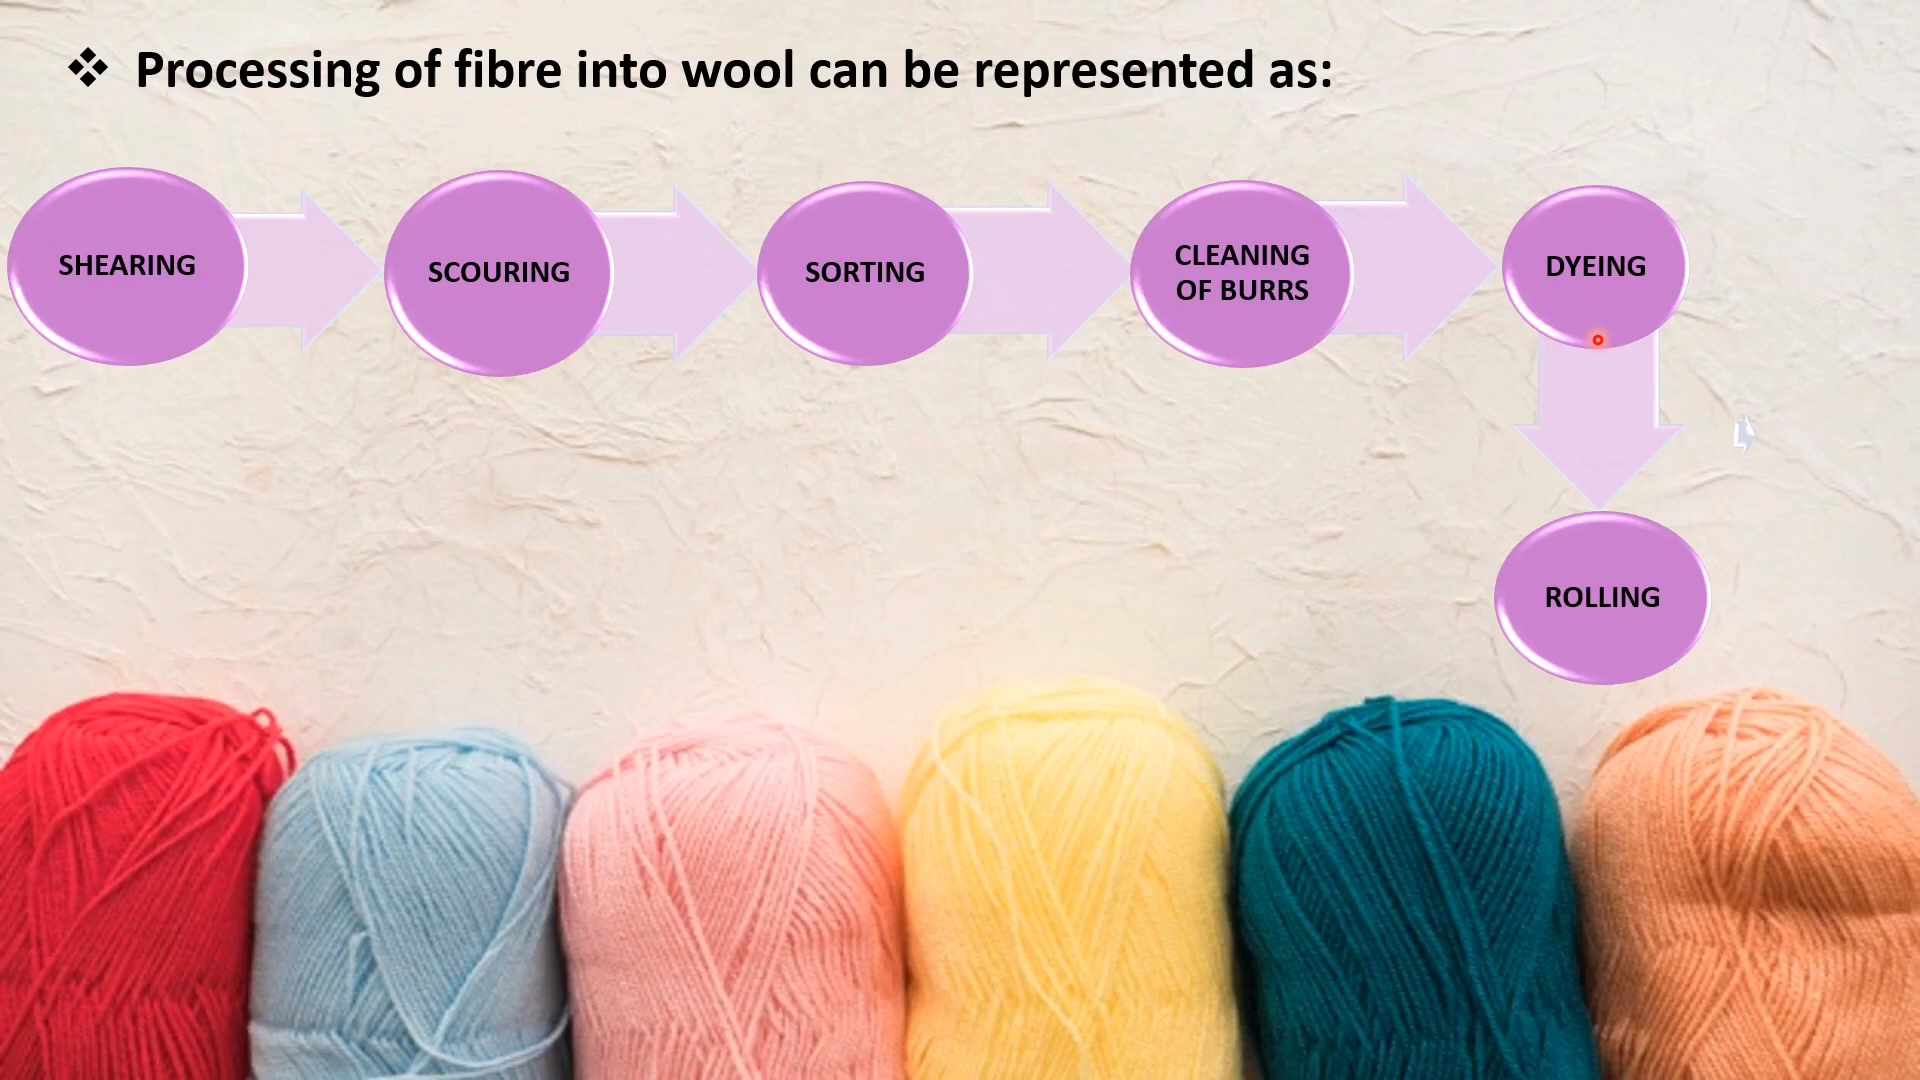 ❖ Processing of fibre into wool can be represented as:
SHEARING
SCOURING
SORTING
CLEANING
OF BURRS
DYEING
ROLLING